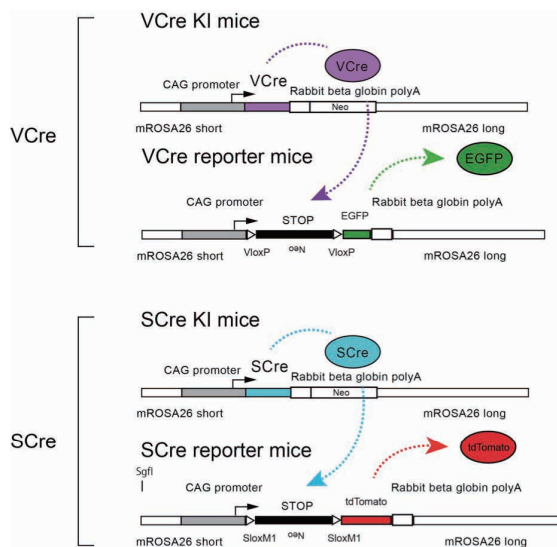 VCre KI mice
VCre
CAG promoter
VCre
Rabbit beta globin polyA
Neo
mROSA26 short
mROSA26 long
VCre
VCre reporter mice
EGFP
CAG promoter
Rabbit beta globin polyA
STOP
EGFP
Neo
VloxP
VloxP
mROSA26 short
mROSA26 long
SCre KI mice
SCre
CAG promoter
SCre
Rabbit beta globin polyA
Neo
mROSA26 short
mROSA26 long
SCre
SCre reporter mice
tdTomato
SgfI
CAG promoter
Rabbit beta globin polyA
STOP
tdTomato
Neo
SloxM1
SloxM1
mROSA26 short
mROSA26 long